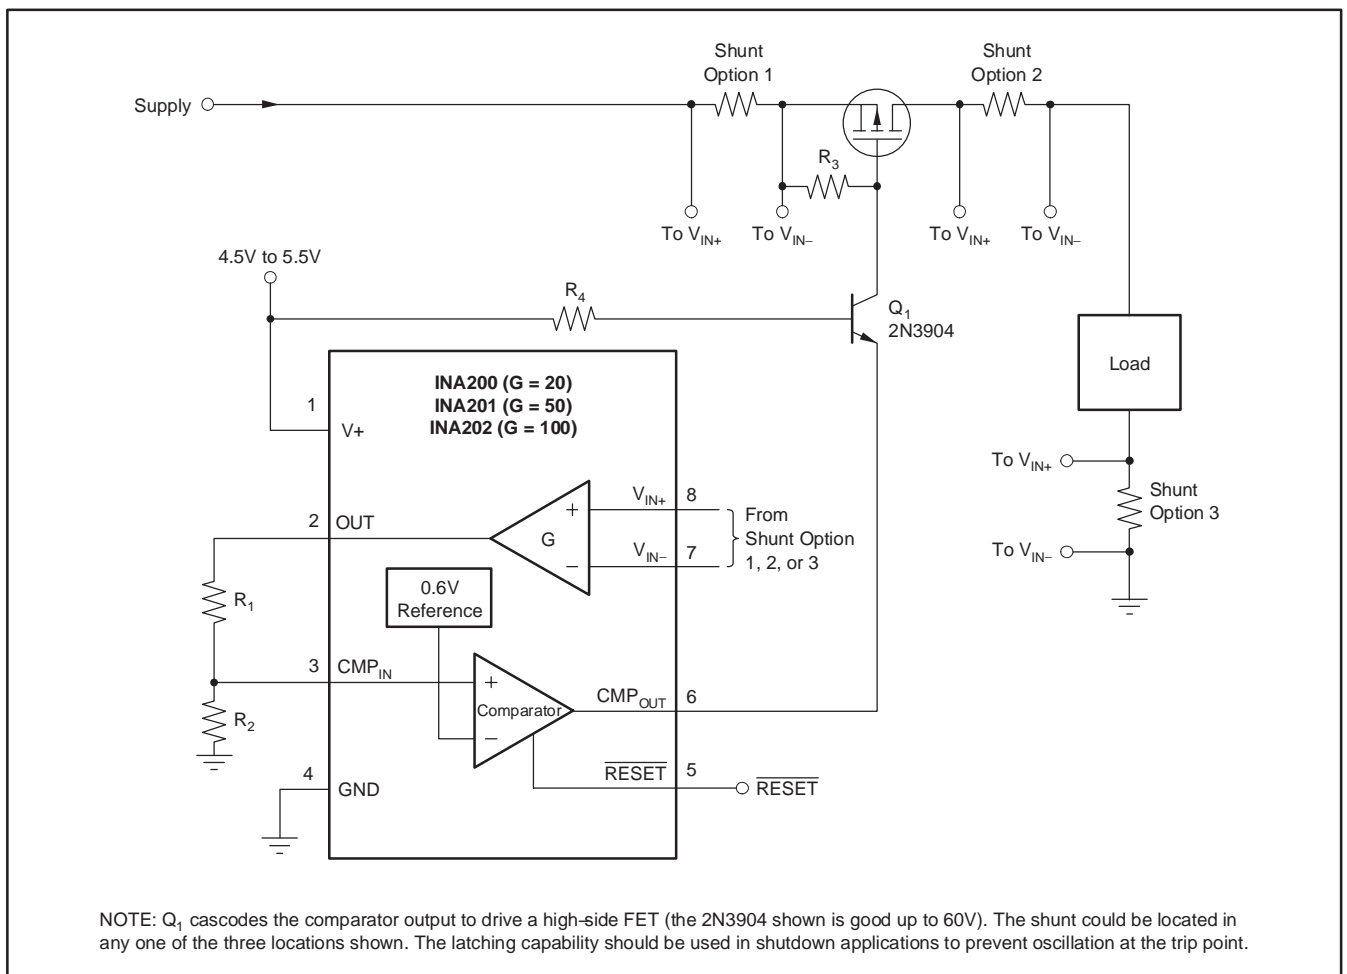 Shunt
Option 1
Shunt
Option 2
Supply
R3
To VIN+
To VIN–
To VIN+
To VIN–
4.5V to 5.5V
R4
Q1
2N3904
Load
INA200 (G = 20)
INA201 (G = 50)
INA202 (G = 100)
1
V+
To VIN+
Shunt
Option 3
To VIN–
VIN+
8
2
OUT
G
+
–
From
Shunt Option
1, 2, or 3
VIN–
7
R1
0.6V
Reference
3
CMPIN
+
Comparator
–
CMPOUT
6
R2
4
GND
RESET
5
RESET
NOTE: Q1 cascodes the comparator output to drive a high–side FET (the 2N3904 shown is good up to 60V). The shunt could be located in
any one of the three locations shown. The latching capability should be used in shutdown applications to prevent oscillation at the trip point.